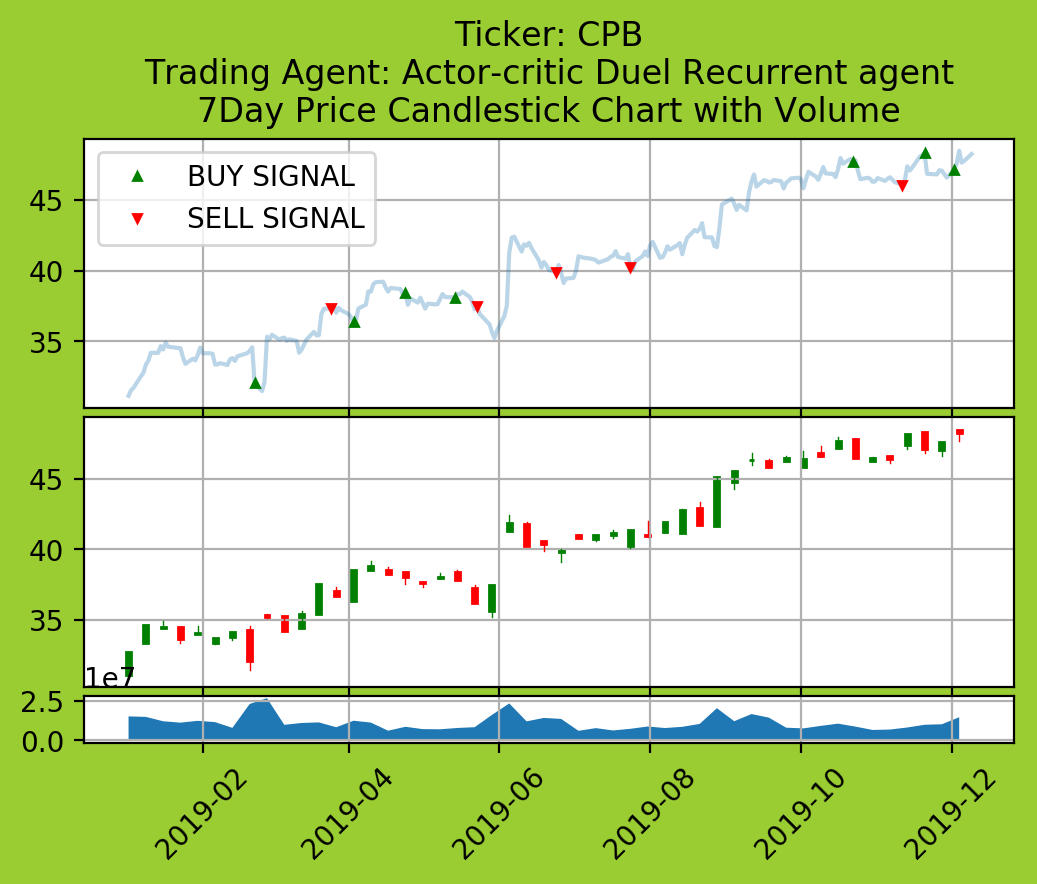 Ticker: CPB
Trading Agent: Actor-critic Duel Recurrent agent
7Day Price Candlestick Chart with Volume
BUY SIGNAL
SELL SIGNAL
45
40
35
45
40
35
1e7
2.5
0.0
2019-02
2019-04
2019-06
2019-08
2019-10
2019-12